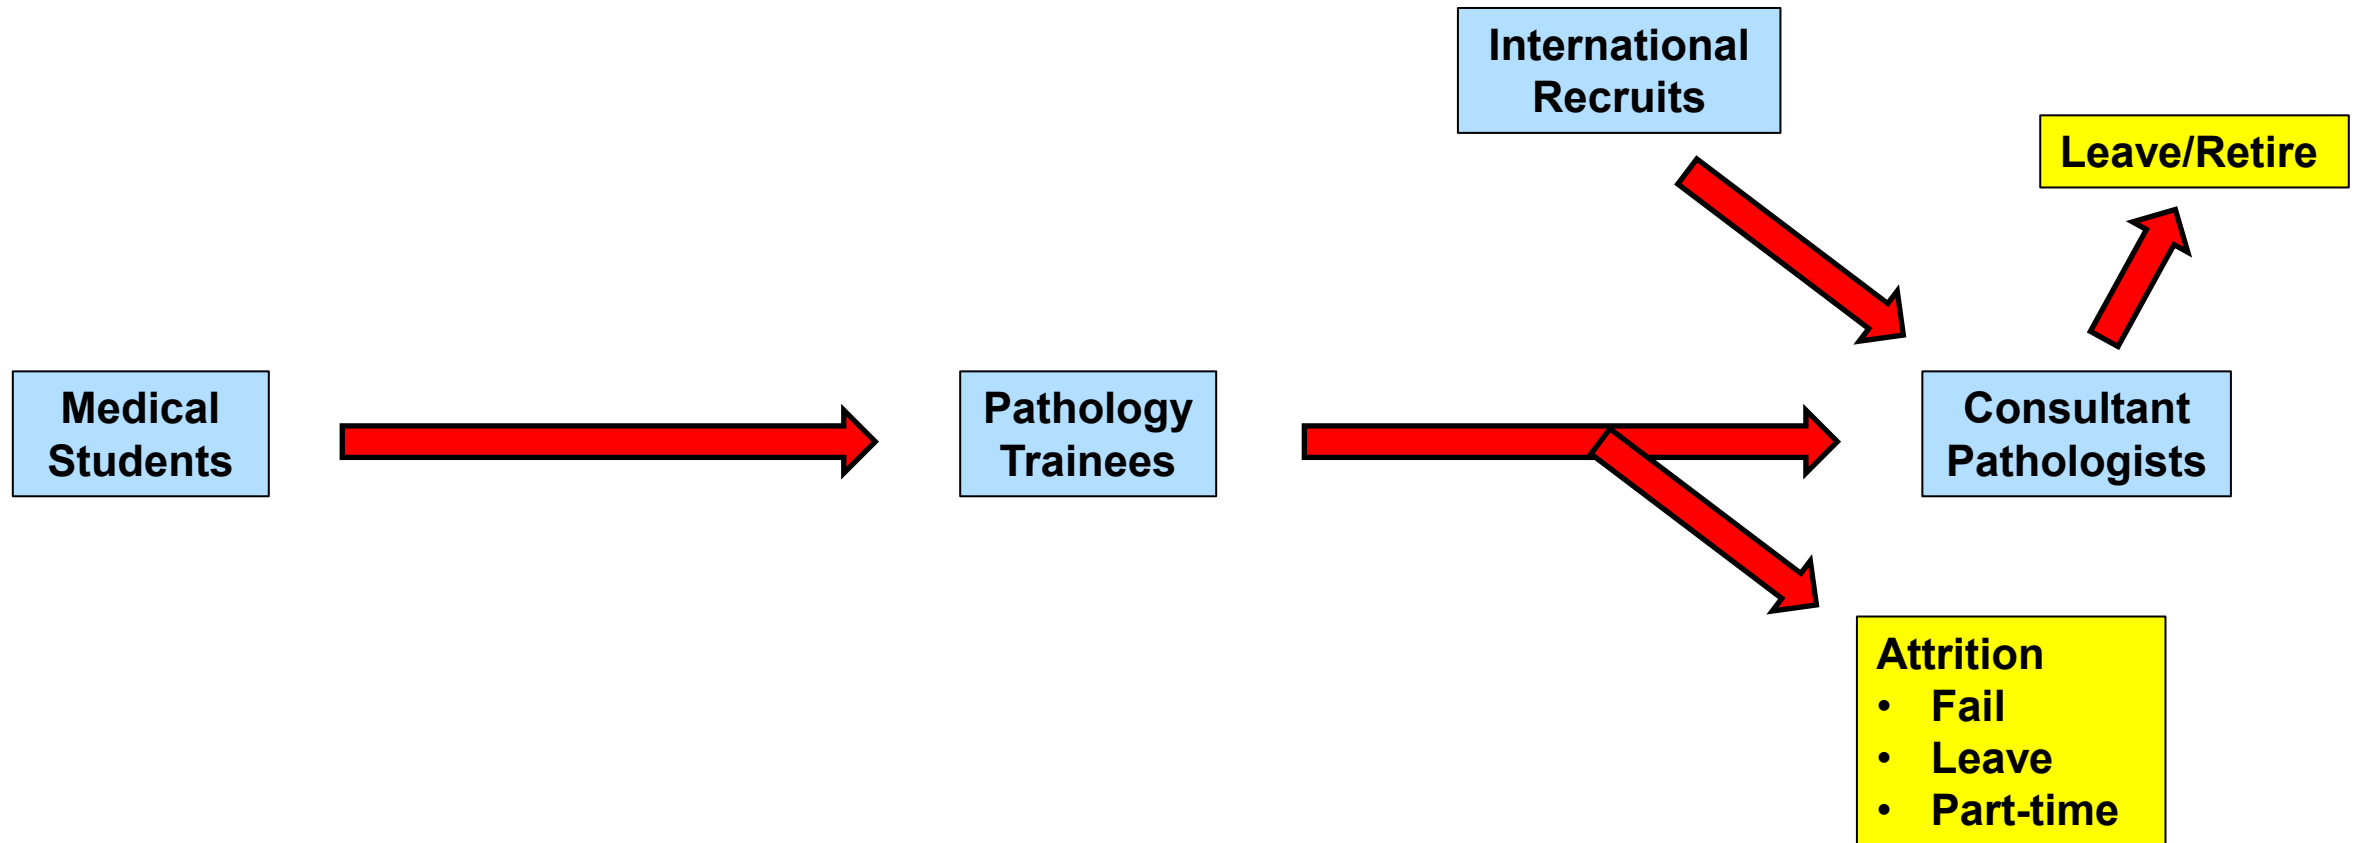 International
Recruits
Leave/Retire
Medical
Students
Pathology
Trainees
Consultant
Pathologists
Attrition
• Fail
• Leave
• Part-time